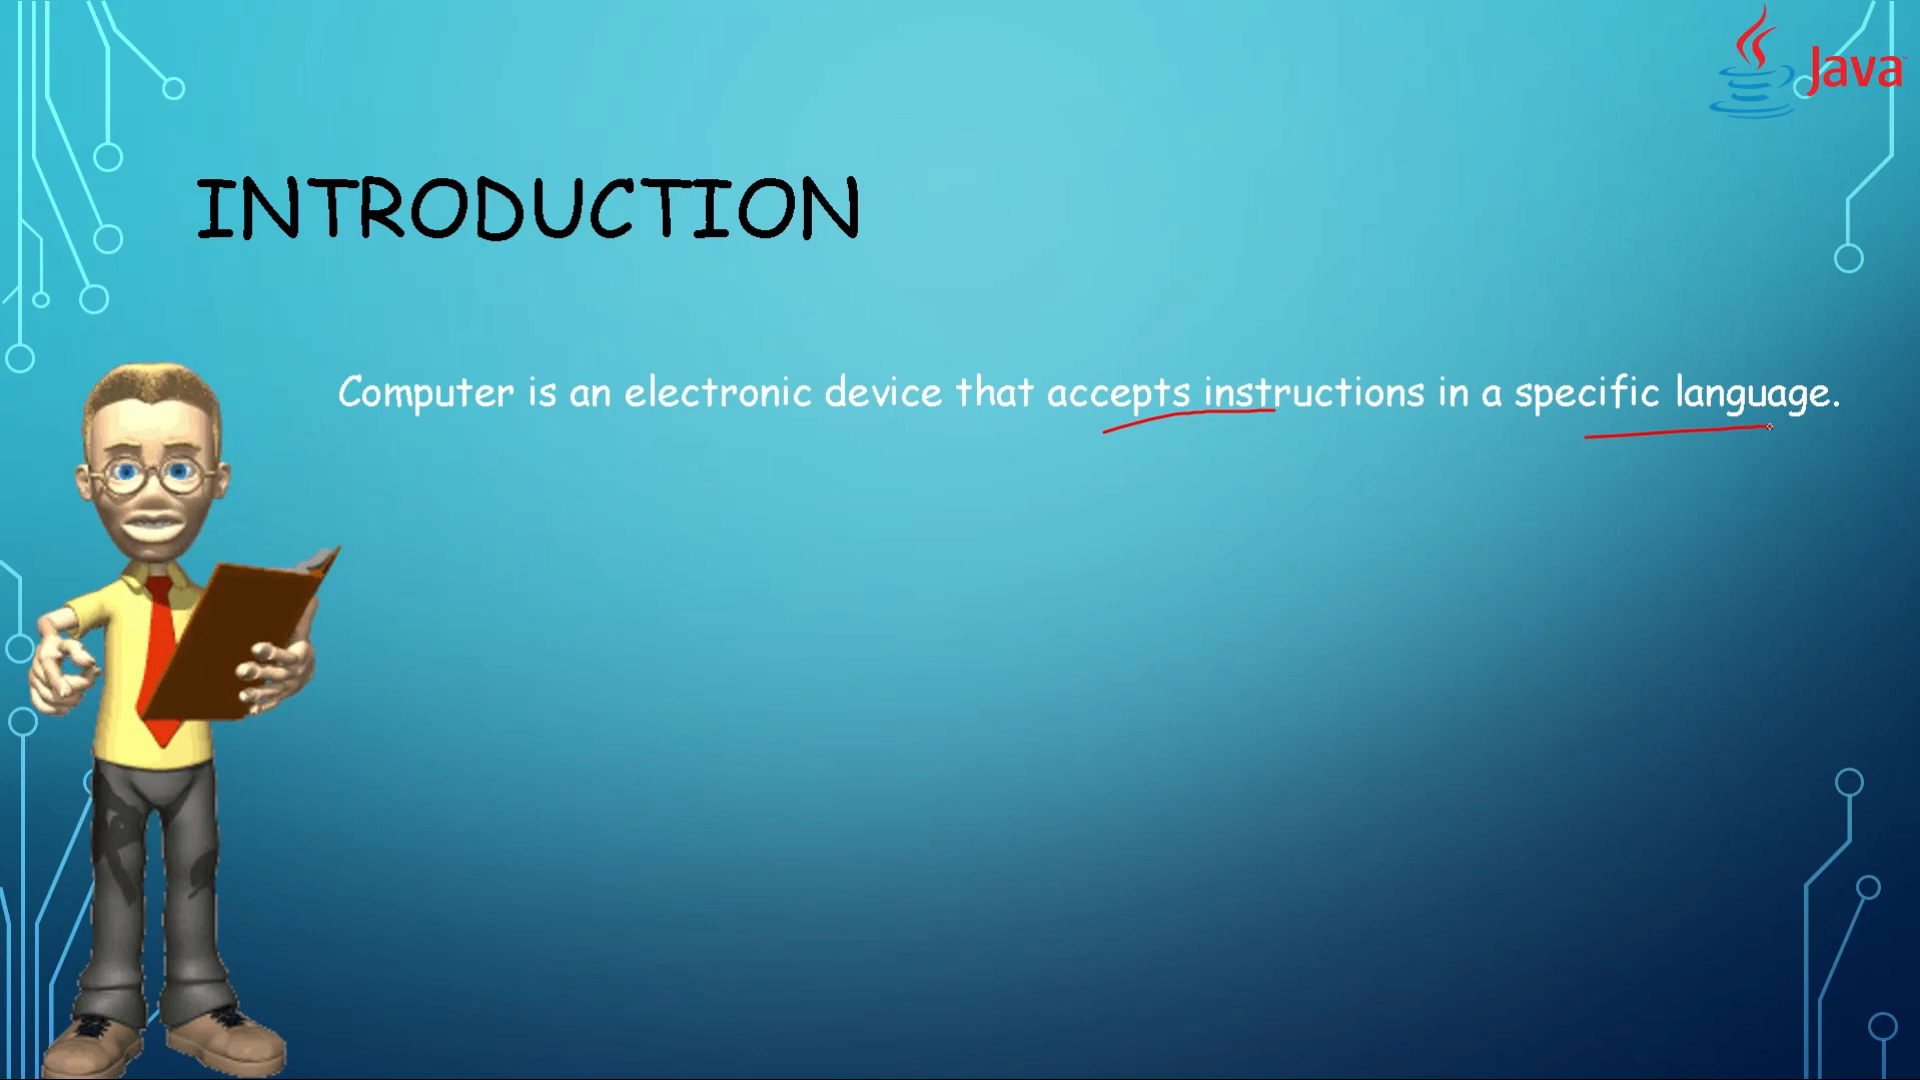 Java
INTRODUCTION
Computer is an electronic device that accepts instructions in a specific language.